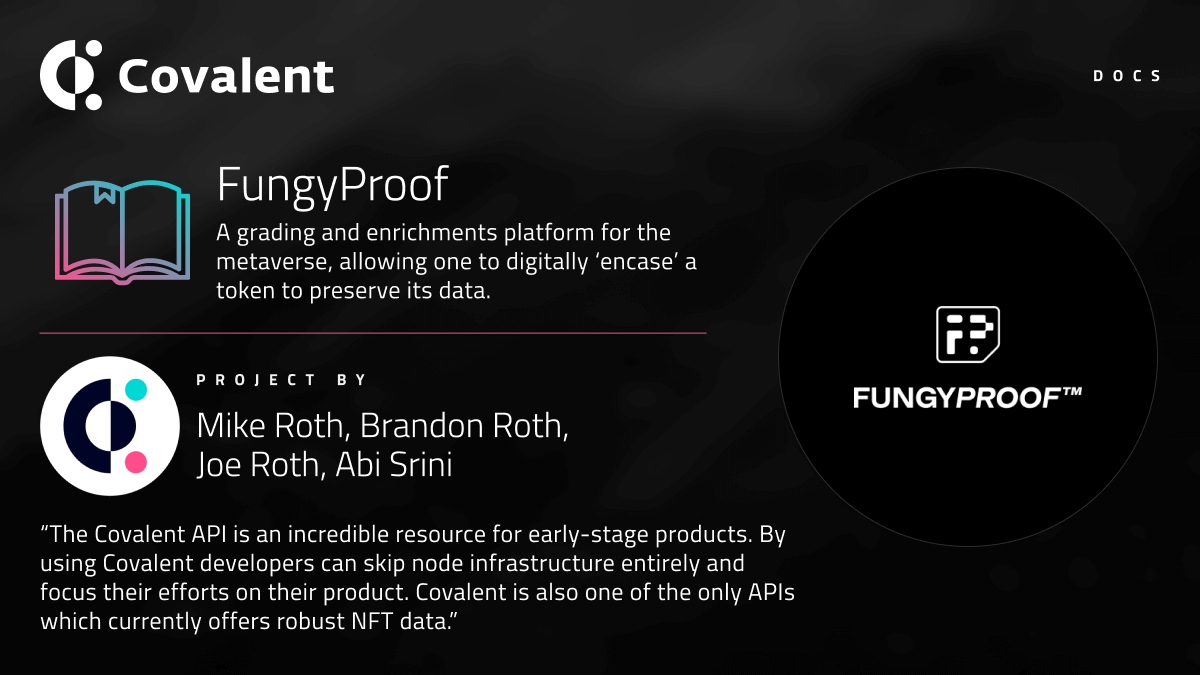 Covalent
DOCS
FungyProof
A grading and enrichments platform for the
metaverse, allowing one to digitally ‘encase’ a
token to preserve its data.
PROJECT BY
Mike Roth, Brandon Roth,
Joe Roth, Abi Srini
“The Covalent API is an incredible resource for early-stage products. By
using Covalent developers can skip node infrastructure entirely and
focus their efforts on their product. Covalent is also one of the only APIs
which currently offers robust NFT data.”
FP
FUNGYPROOF™